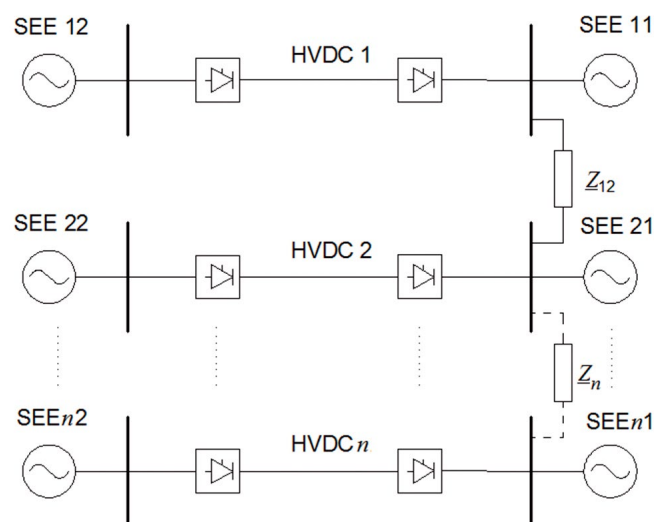 SEE 12
HVDC 1
SEE 11
Z12
SEE 22
HVDC 2
SEE 21
Zn
SEEn2
HVDCn
SEEn1